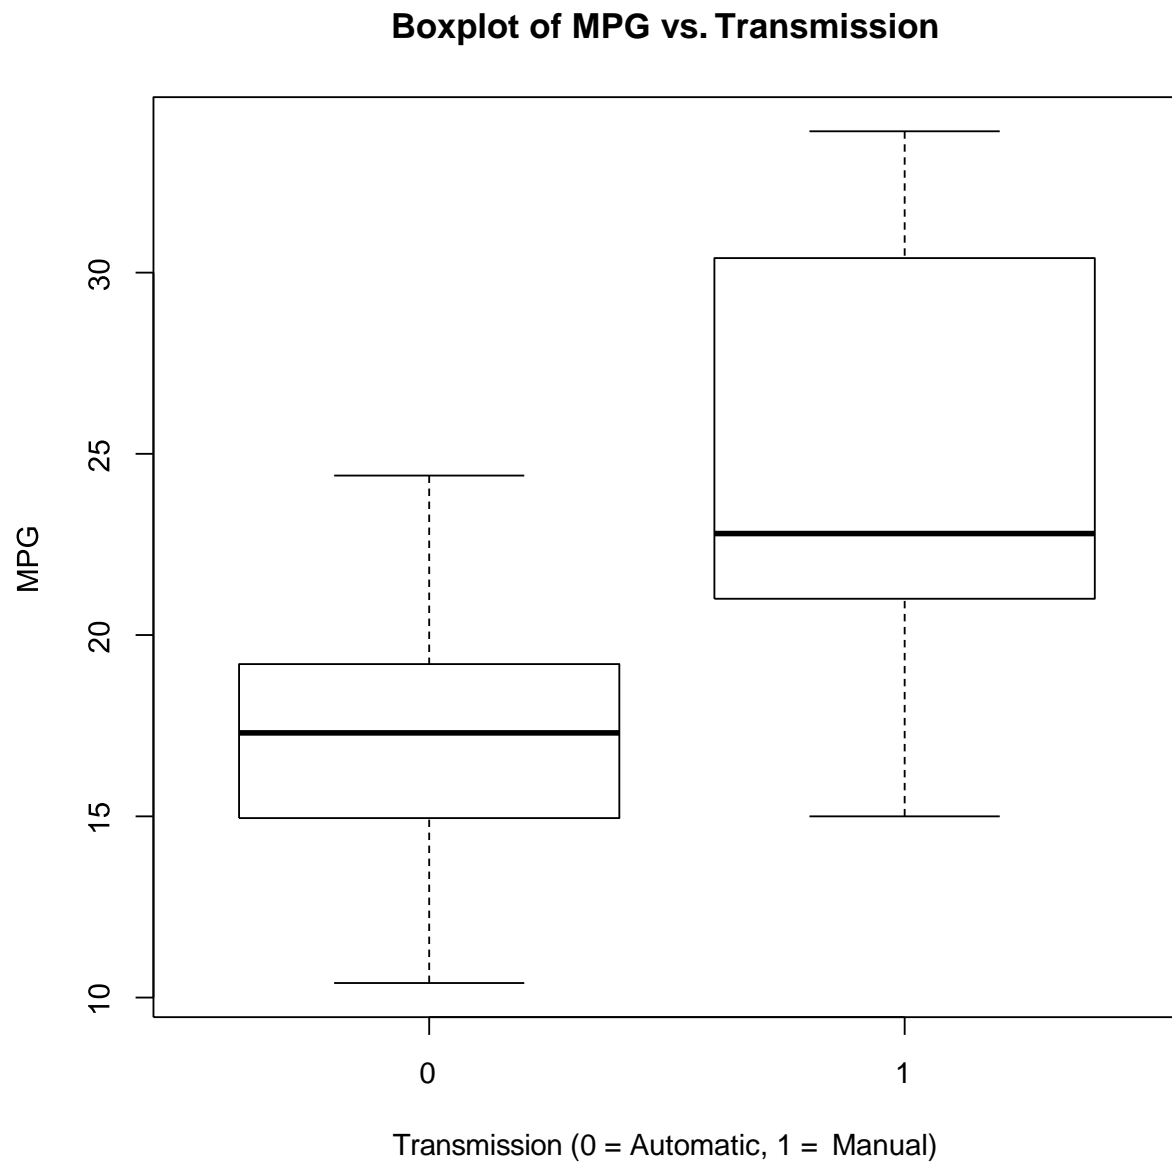 Boxplot of MPG vs. Transmission
MPG
30
25
20
15
10
0 1
Transmission (0 = Automatic, 1 = Manual)